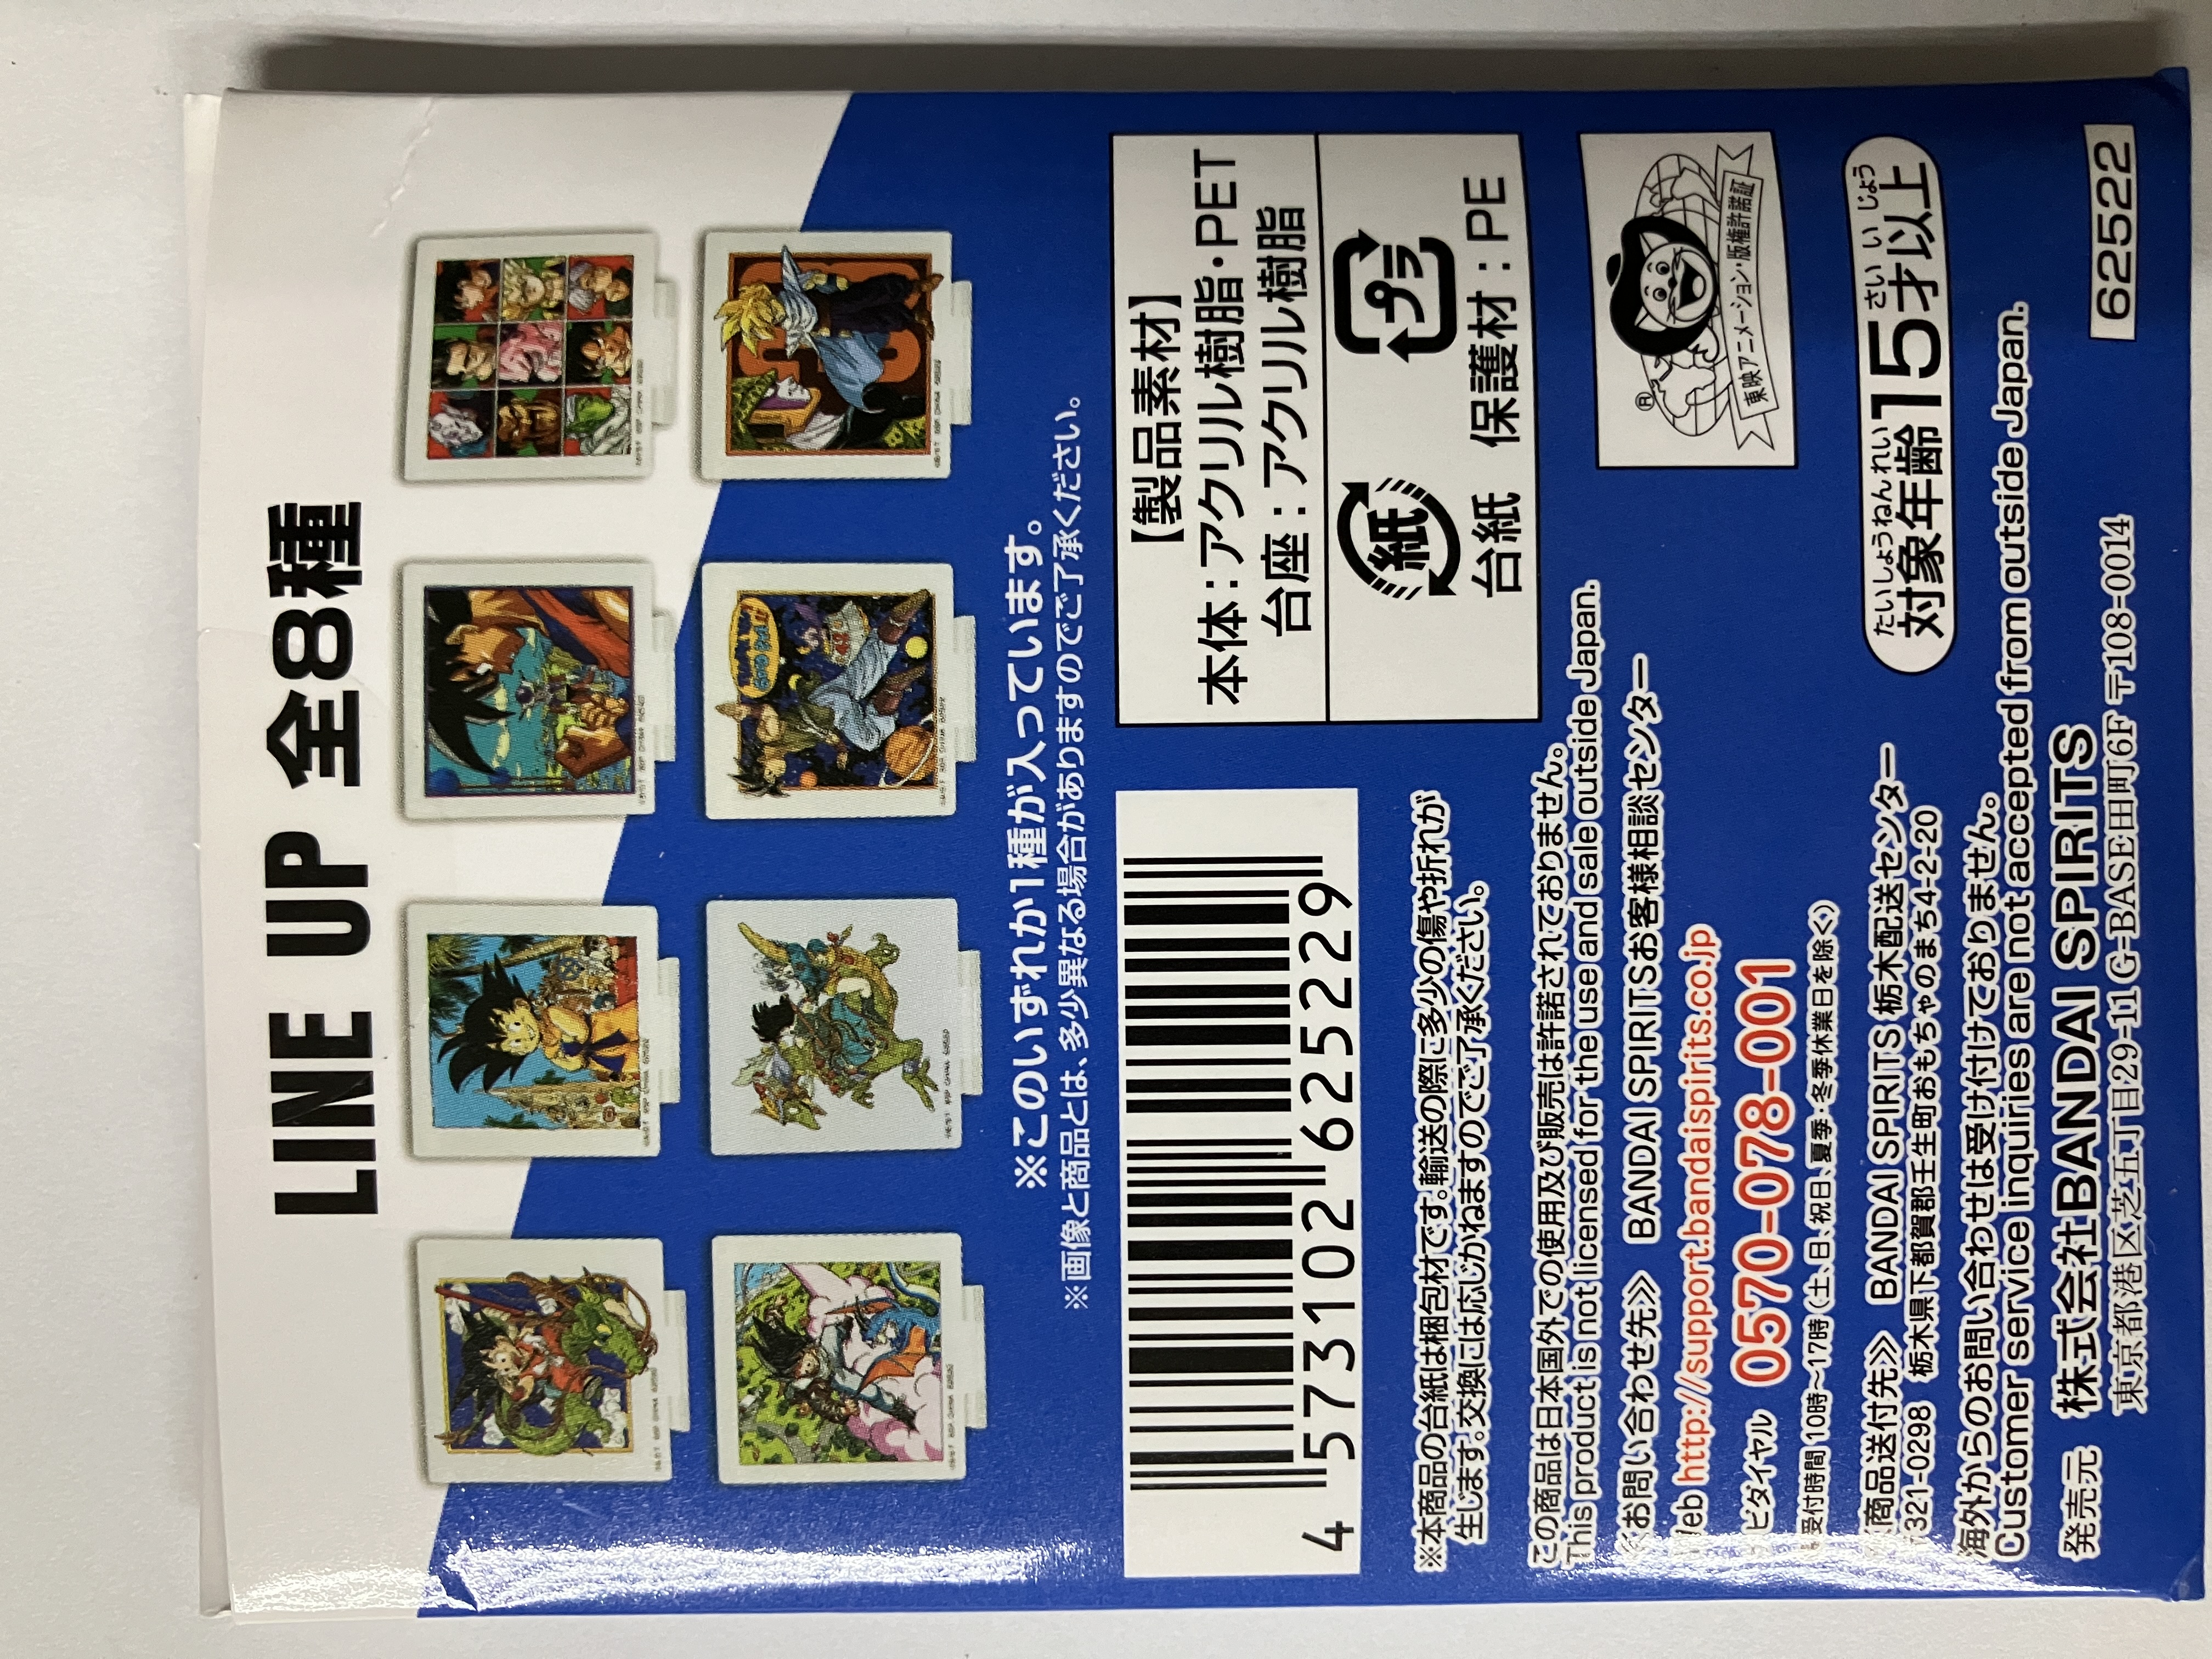 LINE UP 全8種
※このいずれか1種が入っています。
※画像と商品とは、多少異なる場合がありますのでご了承ください。
4 573102 625229
【製品素材】
本体：アクリル樹脂・PET
台座：アクリル樹脂
紙
プラ
台紙 保護材：PE
※本商品の台紙は梱包材です。輸送の際に多少の傷や折れが
生じます。交換には応じかねますのでご了承ください。
この商品は日本国外での使用及び販売は許諾されておりません。
This product is not licensed for the use and sale outside Japan.
®
東映アニメーション・版権許諾証
《お問い合わせ先》 BANDAI SPIRITSお客様相談センター
Web http://support.bandaispirits.co.jp
ナビダイヤル 0570-078-001
受付時間 10時～17時(土、日、祝日、夏季・冬季休業日を除く)
たいしょうねんれい さい い じょう
対象年齢15才以上
《商品送付先》 BANDAI SPIRITS 栃木配送センター
〒321-0298 栃木県下都賀郡壬生町おもちゃのまち4-2-20
海外からのお問い合わせは受け付けておりません。
Customer service inquiries are not accepted from outside Japan.
発売元 株式会社BANDAI SPIRITS
東京都港区芝五丁目29-11 G-BASE田町6F 〒108-0014
62522